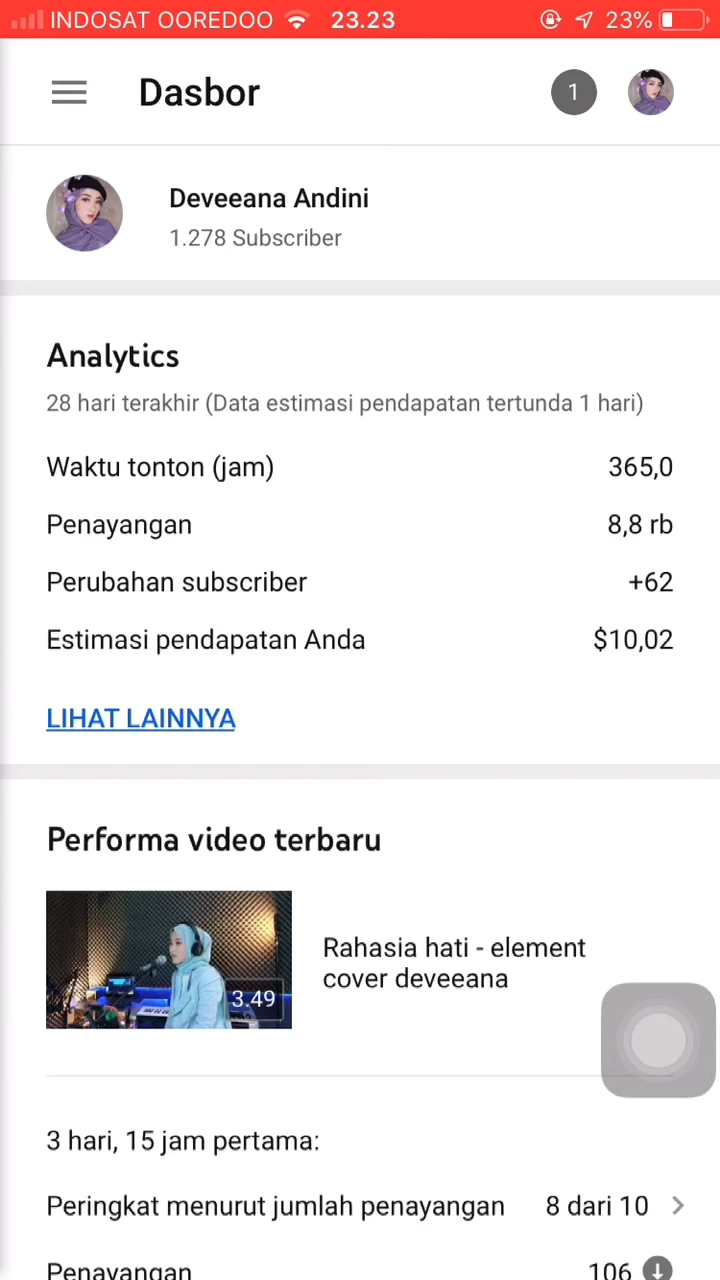 INDOSAT OOREDOO 23.23 23%
Dasbor 1
Deveeana Andini
1.278 Subscriber
Analytics
28 hari terakhir (Data estimasi pendapatan tertunda 1 hari)
Waktu tonton (jam) 365,0
Penayangan 8,8 rb
Perubahan subscriber +62
Estimasi pendapatan Anda $10,02
LIHAT LAINNYA
Performa video terbaru
3.49
Rahasia hati - element
cover deveeana
3 hari, 15 jam pertama:
Peringkat menurut jumlah penayangan 8 dari 10
Penayangan 106